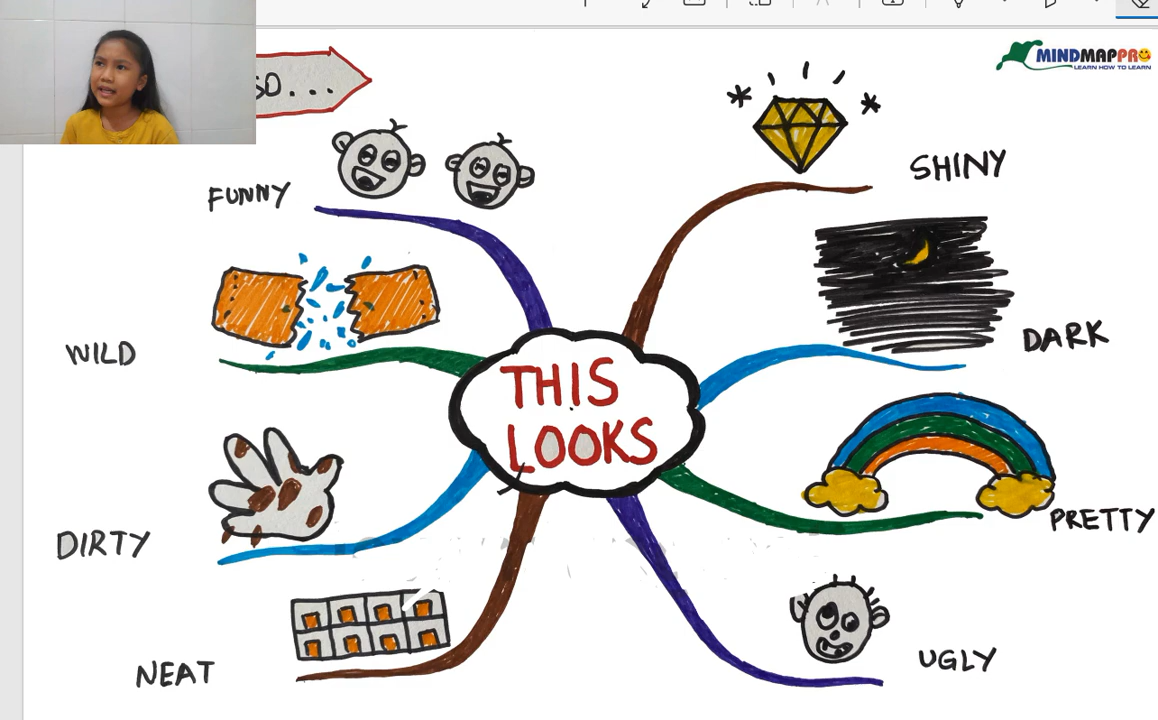 SO...
MINDMAPPRO
LEARN HOW TO LEARN
FUNNY
SHINY
WILD
DARK
THIS
LOOKS
DIRTY
PRETTY
NEAT
UGLY